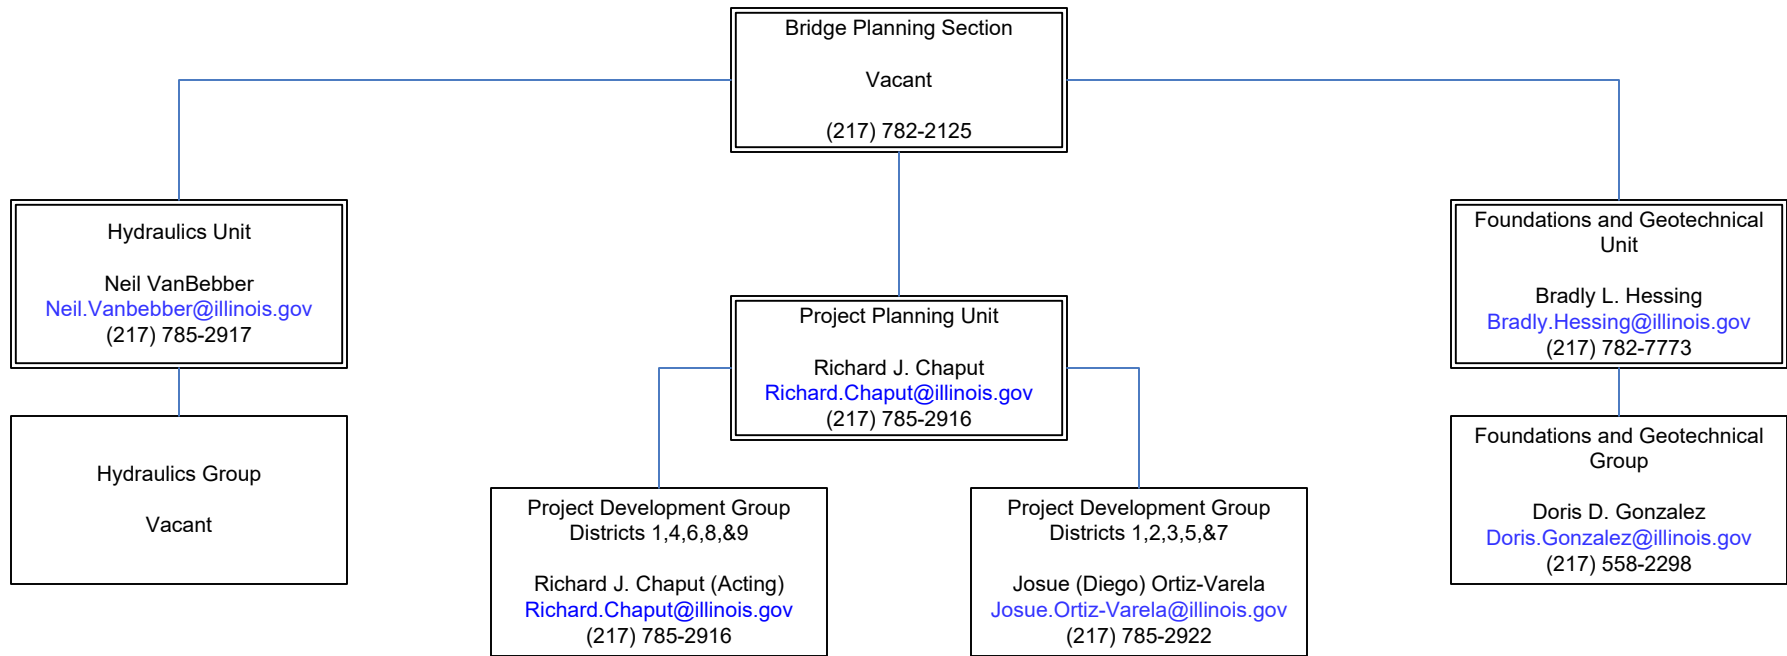 Bridge Planning Section
Vacant
(217) 782-2125
Hydraulics Unit
Neil VanBebber
Neil.Vanbebber@illinois.gov
(217) 785-2917
Project Planning Unit
Richard J. Chaput
Richard.Chaput@illinois.gov
(217) 785-2916
Foundations and Geotechnical
Unit
Bradly L. Hessing
Bradly.Hessing@illinois.gov
(217) 782-7773
Hydraulics Group
Vacant
Project Development Group
Districts 1,4,6,8,&9
Richard J. Chaput (Acting)
Richard.Chaput@illinois.gov
(217) 785-2916
Project Development Group
Districts 1,2,3,5,&7
Josue (Diego) Ortiz-Varela
Josue.Ortiz-Varela@illinois.gov
(217) 785-2922
Foundations and Geotechnical
Group
Doris D. Gonzalez
Doris.Gonzalez@illinois.gov
(217) 558-2298